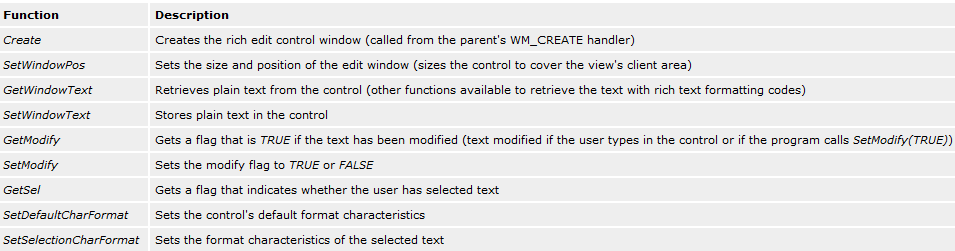 Function Description
Create Creates the rich edit control window (called from the parent's WM_CREATE handler)
SetWindowPos Sets the size and position of the edit window (sizes the control to cover the view's client area)
GetWindowText Retrieves plain text from the control (other functions available to retrieve the text with rich text formatting codes)
SetWindowText Stores plain text in the control
GetModify Gets a flag that is TRUE if the text has been modified (text modified if the user types in the control or if the program calls SetModify(TRUE))
SetModify Sets the modify flag to TRUE or FALSE
GetSel Gets a flag that indicates whether the user has selected text
SetDefaultCharFormat Sets the control's default format characteristics
SetSelectionCharFormat Sets the format characteristics of the selected text